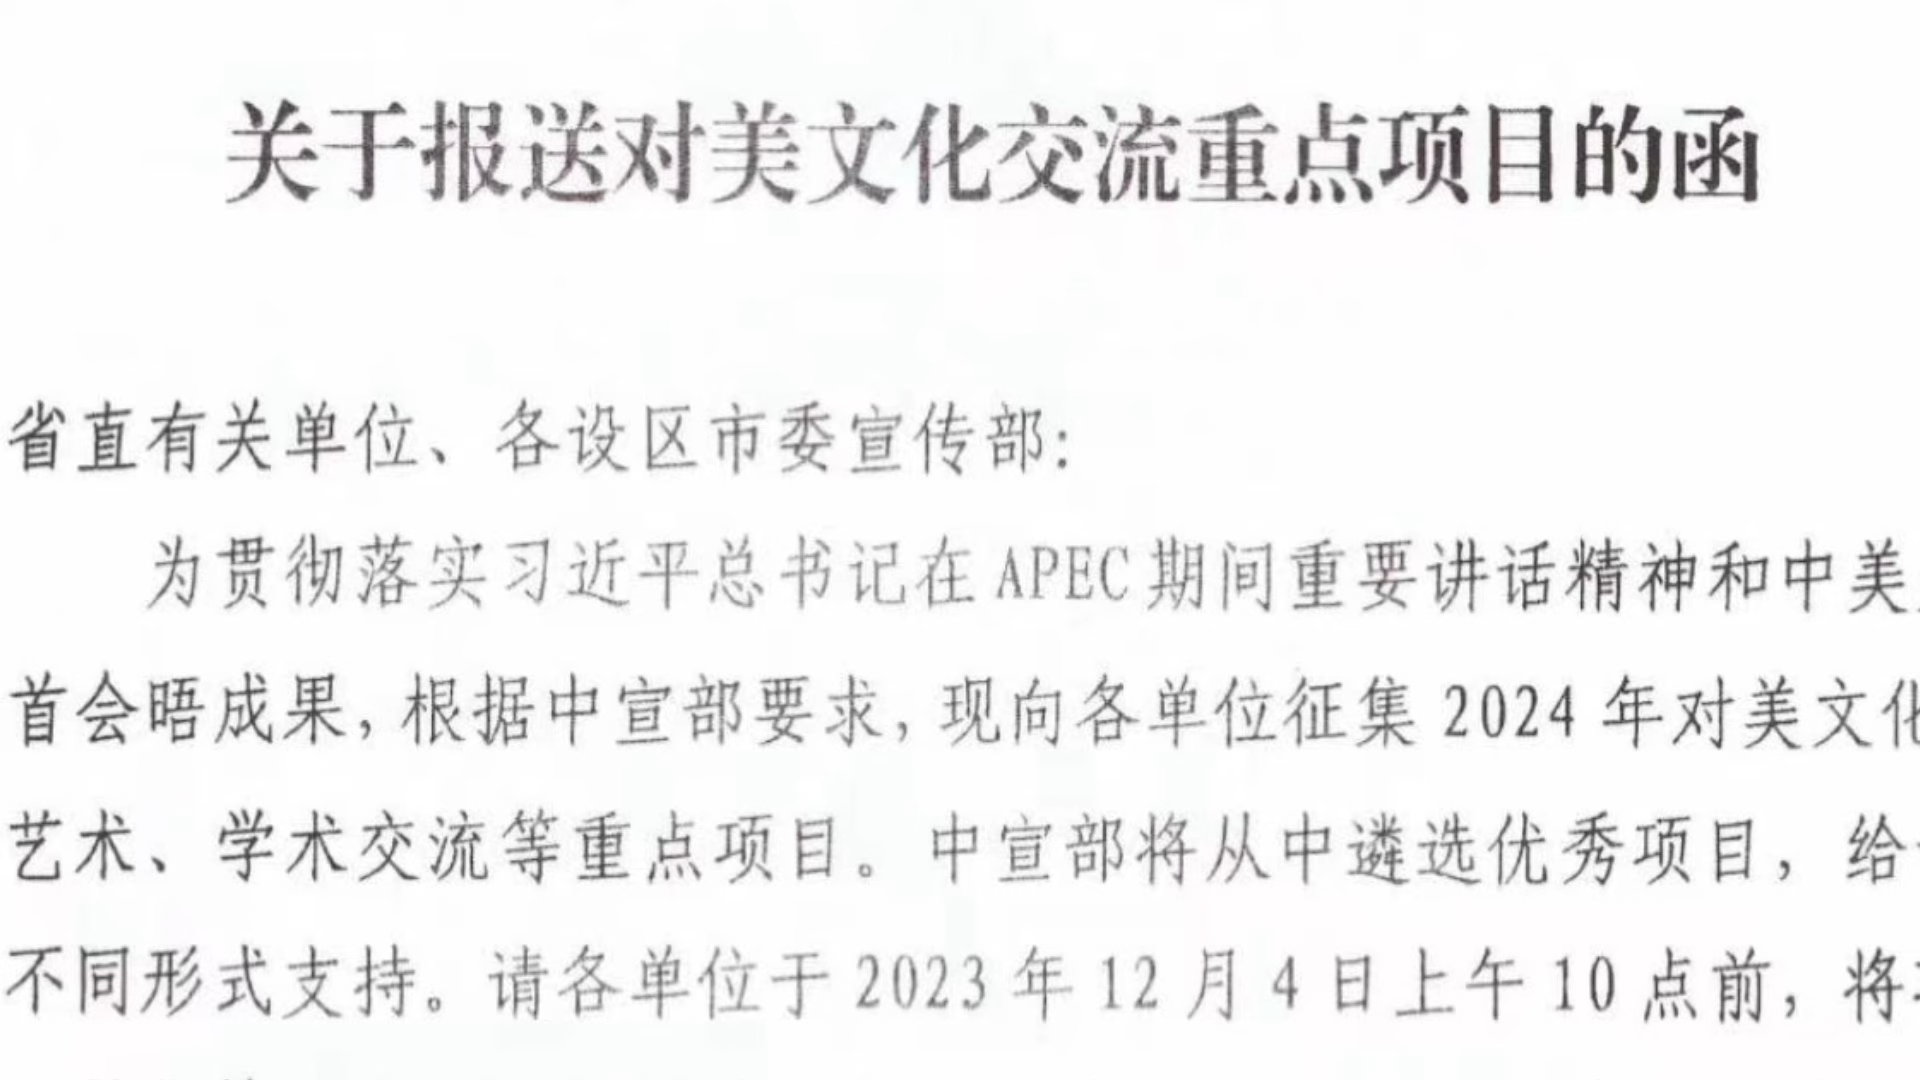 关于报送对美文化交流重点项目的函
省直有关单位、各设区市委宣传部：
为贯彻落实习近平总书记在APEC期间重要讲话精神和中美
首会晤成果，根据中宣部要求，现向各单位征集2024年对美文化
艺术、学术交流等重点项目。中宣部将从中遴选优秀项目，给
不同形式支持。请各单位于2023年12月4日上午10点前，将